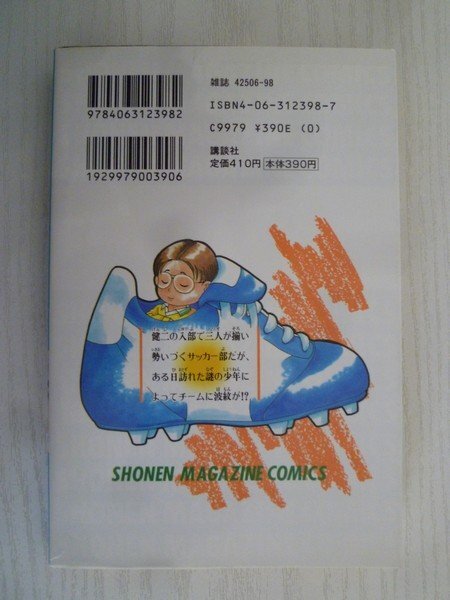 雑誌 42506-98
ISBN4-06-312398-7
9784063123982
C9979 ¥390E (0)
講談社
定価410円 本体390円
1929979003906
健二の入部で三人が揃い
勢いづくサッカー部だが、
ある日訪れた謎の少年に
よってチームに波紋が!?
SHONEN MAGAZINE COMICS